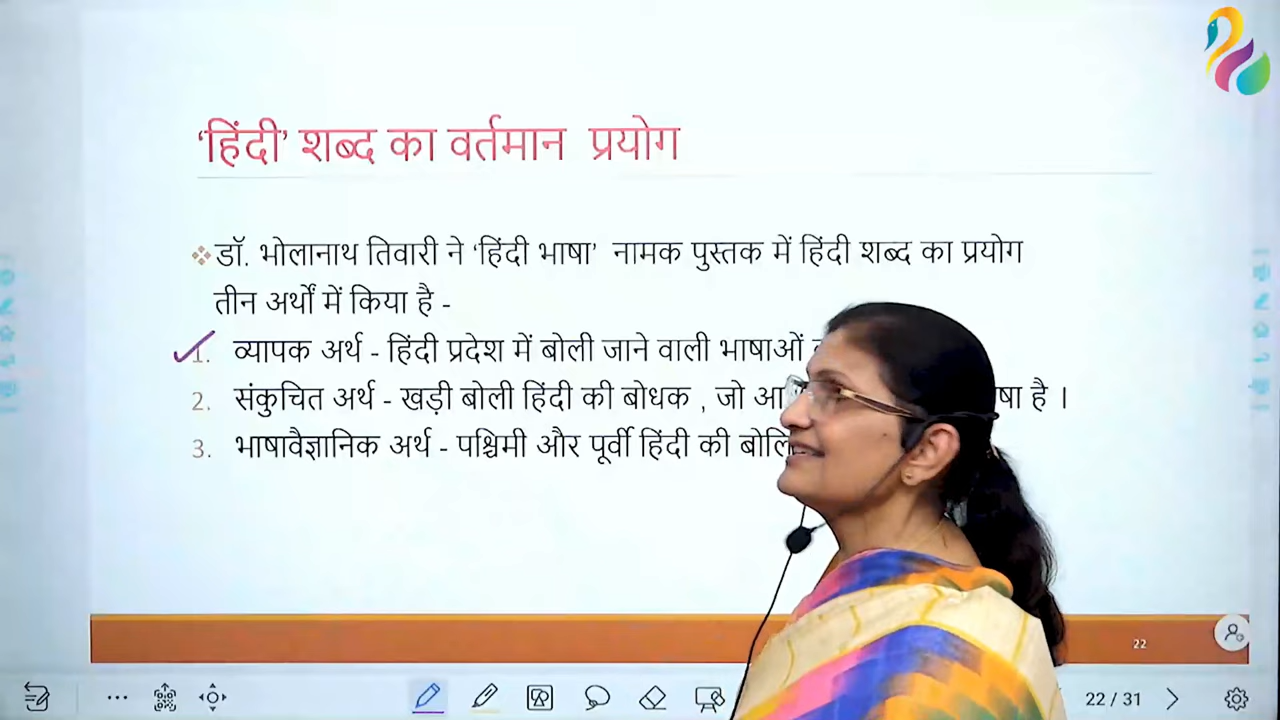 ‘हिंदी’ शब्द का वर्तमान प्रयोग
डॉ. भोलानाथ तिवारी ने ‘हिंदी भाषा’ नामक पुस्तक में हिंदी शब्द का प्रयोग
तीन अर्थों में किया है -
1. व्यापक अर्थ - हिंदी प्रदेश में बोली जाने वाली भाषाओं
2. संकुचित अर्थ - खड़ी बोली हिंदी की बोधक , जो है ।
3. भाषावैज्ञानिक अर्थ - पश्चिमी और पूर्वी हिंदी की
22
22 / 31